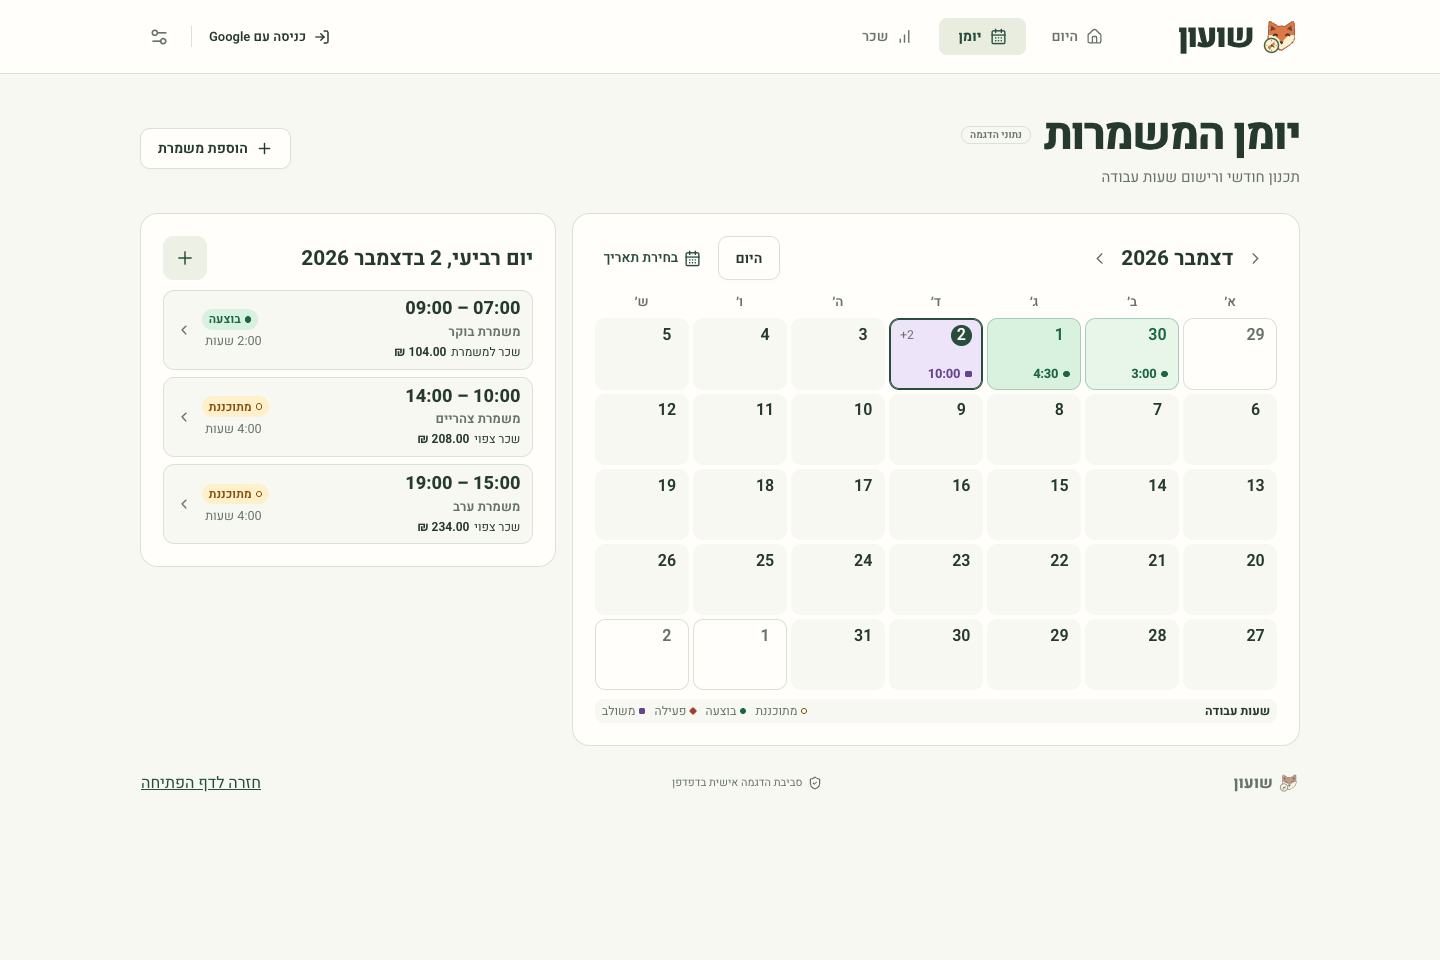 שועון
היום
יומן
שכר
כניסה עם Google
יומן המשמרות
נתוני הדגמה
תכנון חודשי ורישום שעות עבודה
הוספת משמרת
דצמבר 2026
היום
בחירת תאריך
א׳ ב׳ ג׳ ד׳ ה׳ ו׳ ש׳
29 30 1 2 +2 3 4 5
3:00 4:30 10:00
6 7 8 9 10 11 12
13 14 15 16 17 18 19
20 21 22 23 24 25 26
27 28 29 30 31 1 2
שעות עבודה
מתוכננת
בוצעה
פעילה
משולב
יום רביעי, 2 בדצמבר 2026
07:00 – 09:00
בוצעה
משמרת בוקר
2:00 שעות
שכר למשמרת 104.00 ₪
10:00 – 14:00
מתוכננת
משמרת צהריים
4:00 שעות
שכר צפוי 208.00 ₪
15:00 – 19:00
מתוכננת
משמרת ערב
4:00 שעות
שכר צפוי 234.00 ₪
שועון
סביבת הדגמה אישית בדפדפן
חזרה לדף הפתיחה